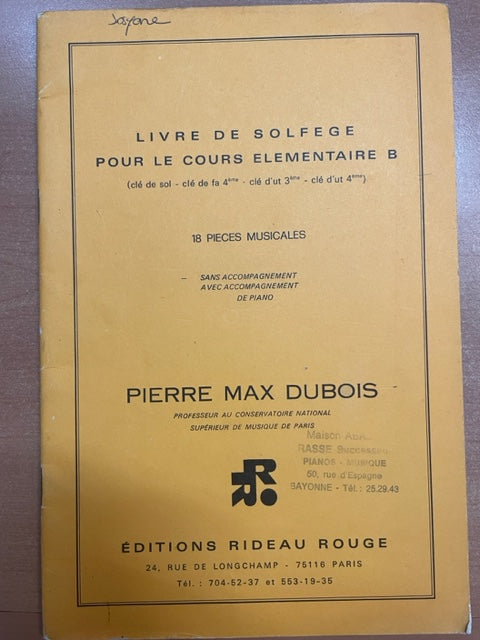 LIVRE DE SOLFEGE
POUR LE COURS ELEMENTAIRE B
(clé de sol - clé de fa 4ème - clé d'ut 3ème - clé d'ut 4ème)
18 PIECES MUSICALES
— SANS ACCOMPAGNEMENT
AVEC ACCOMPAGNEMENT
DE PIANO
PIERRE MAX DUBOIS
PROFESSEUR AU CONSERVATOIRE NATIONAL
SUPÉRIEUR DE MUSIQUE DE PARIS
Maison
RASSE Successeur
PIANOS - MUSIQUE
50, rue d'Espagne
BAYONNE - Tél.: 25.29.43
ÉDITIONS RIDEAU ROUGE
24, RUE DE LONGCHAMP - 75116 PARIS
Tél. : 704-52-37 et 553-19-35